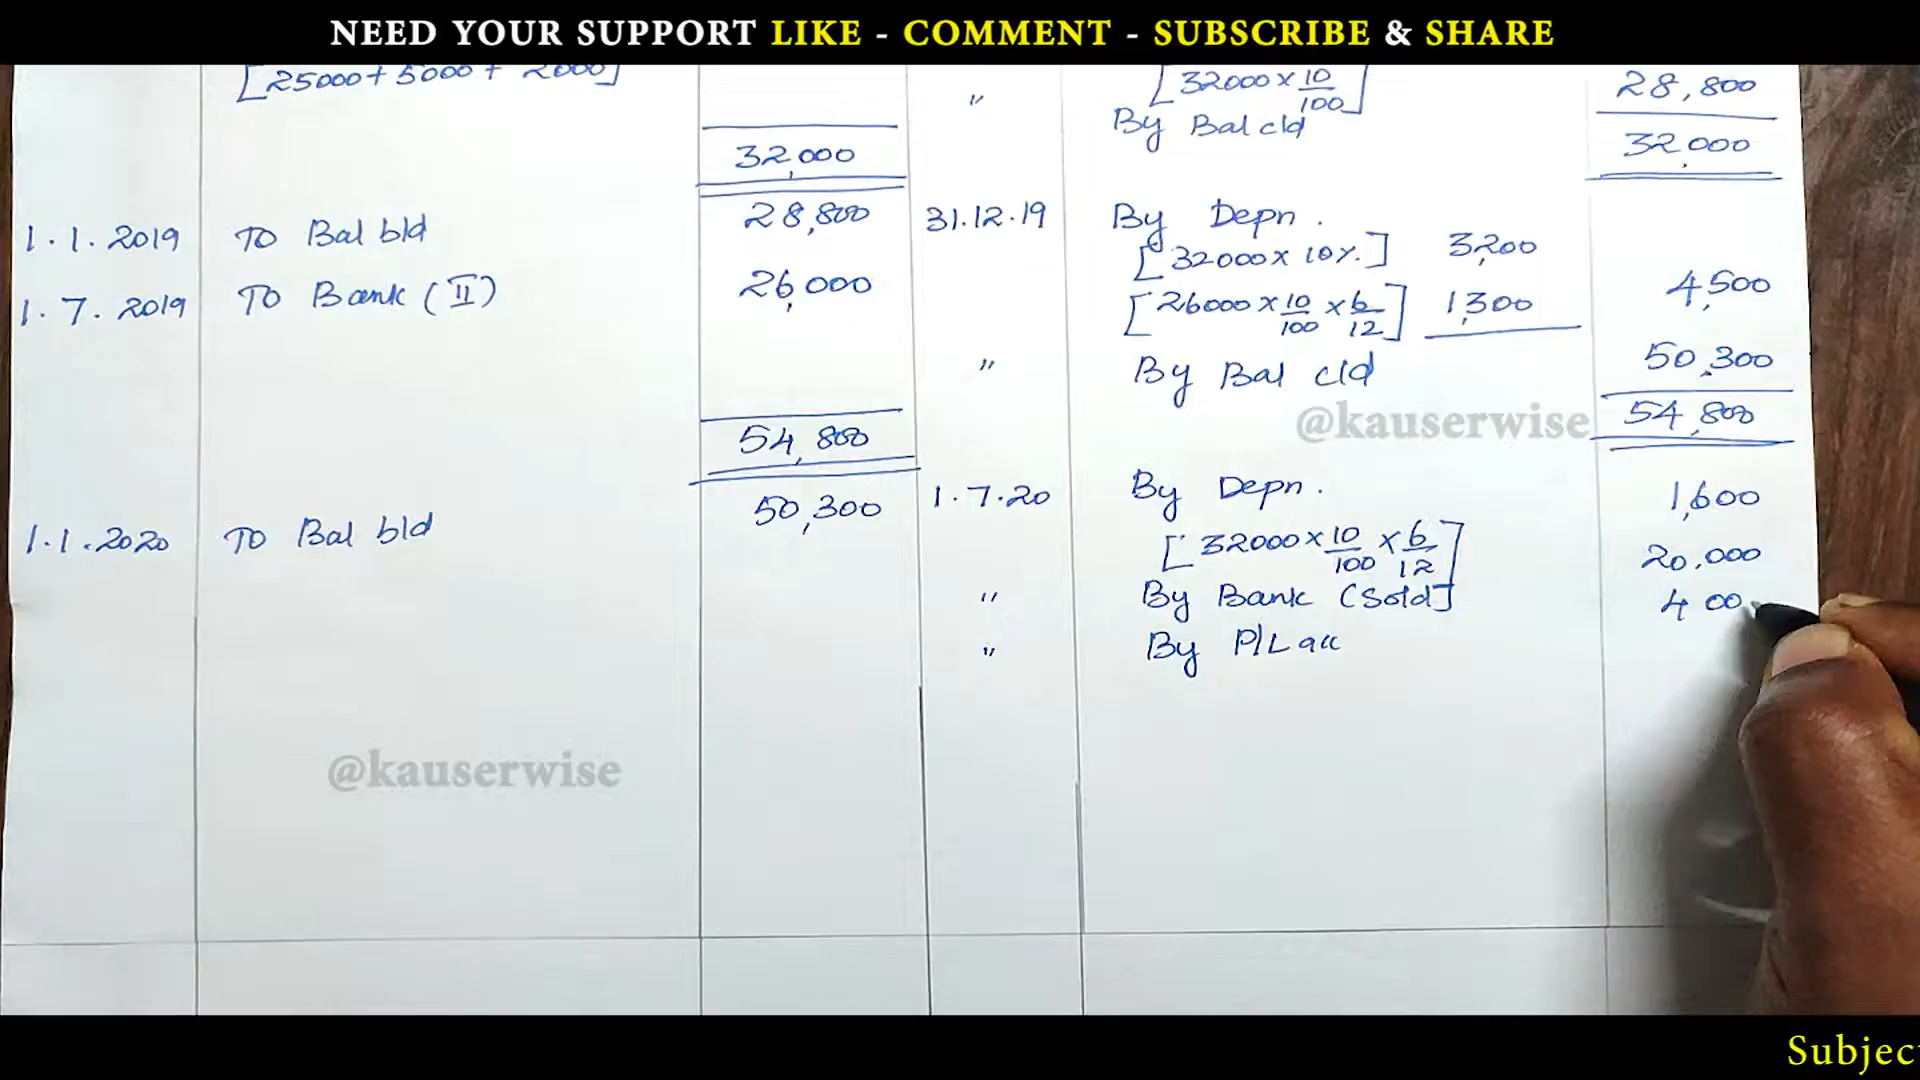 NEED YOUR SUPPORT LIKE - COMMENT - SUBSCRIBE & SHARE
[25000+5000+ 2000]
[32000×10/100]
28,800
"
By Bal c/d
32,000
32,000
1.1.2019 TO Bal b/d 28,800
31.12.19 By Depn.
[32000×10%.] 3,200
1.7.2019 TO Bank (II) 26,000
[26000×10/100×6/12] 1,300 4,500
" By Bal c/d 50,300
@kauserwise
54,800
54,800
1.1.2020 TO Bal b/d 50,300
1.7.20 By Depn. 1,600
[32000×10/100×6/12]
" By Bank (Sold] 20,000
" By P/L acc 4 00
@kauserwise
Subjec